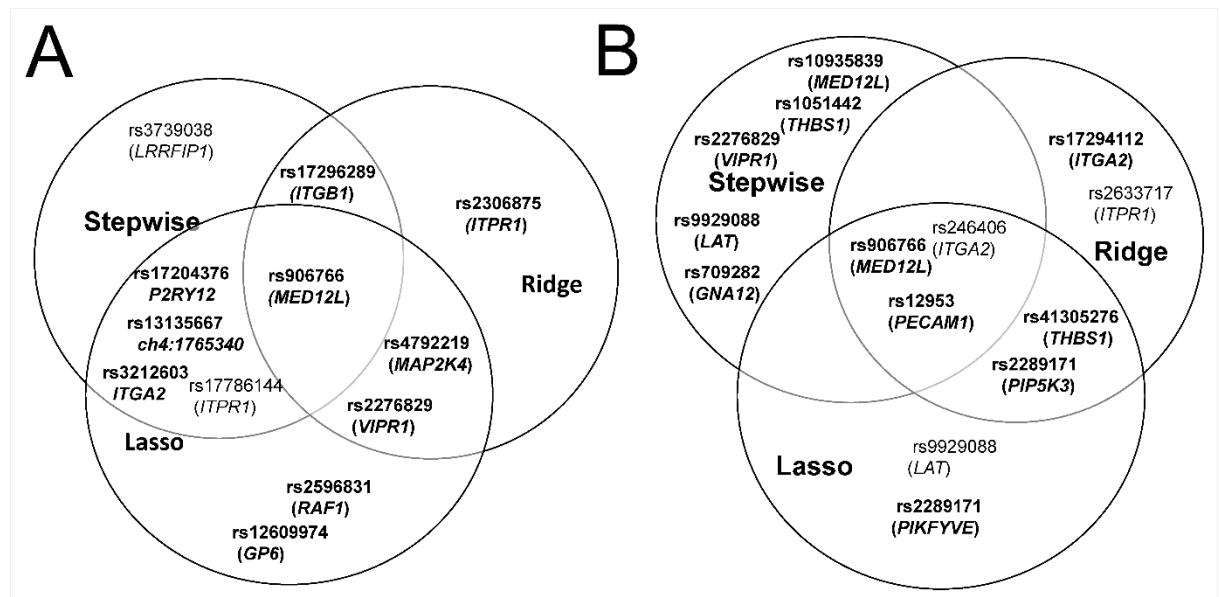 A
rs3739038
(LRRFIP1)
rs17296289
(ITGB1)
rs2306875
(ITPR1)
Stepwise
Ridge
rs17204376
P2RY12
rs906766
(MED12L)
rs13135667
ch4:1765340
rs4792219
(MAP2K4)
rs3212603
ITGA2
rs17786144
(ITPR1)
rs2276829
(VIPR1)
Lasso
rs2596831
(RAF1)
rs12609974
(GP6)
B
rs10935839
(MED12L)
rs1051442
(THBS1)
rs2276829
(VIPR1)
Stepwise
rs17294112
(ITGA2)
rs2633717
(ITPR1)
Ridge
rs9929088
(LAT)
rs246406
(ITGA2)
rs906766
(MED12L)
rs709282
(GNA12)
rs12953
(PECAM1)
rs41305276
(THBS1)
rs2289171
(PIP5K3)
Lasso
rs9929088
(LAT)
rs2289171
(PIKFYVE)